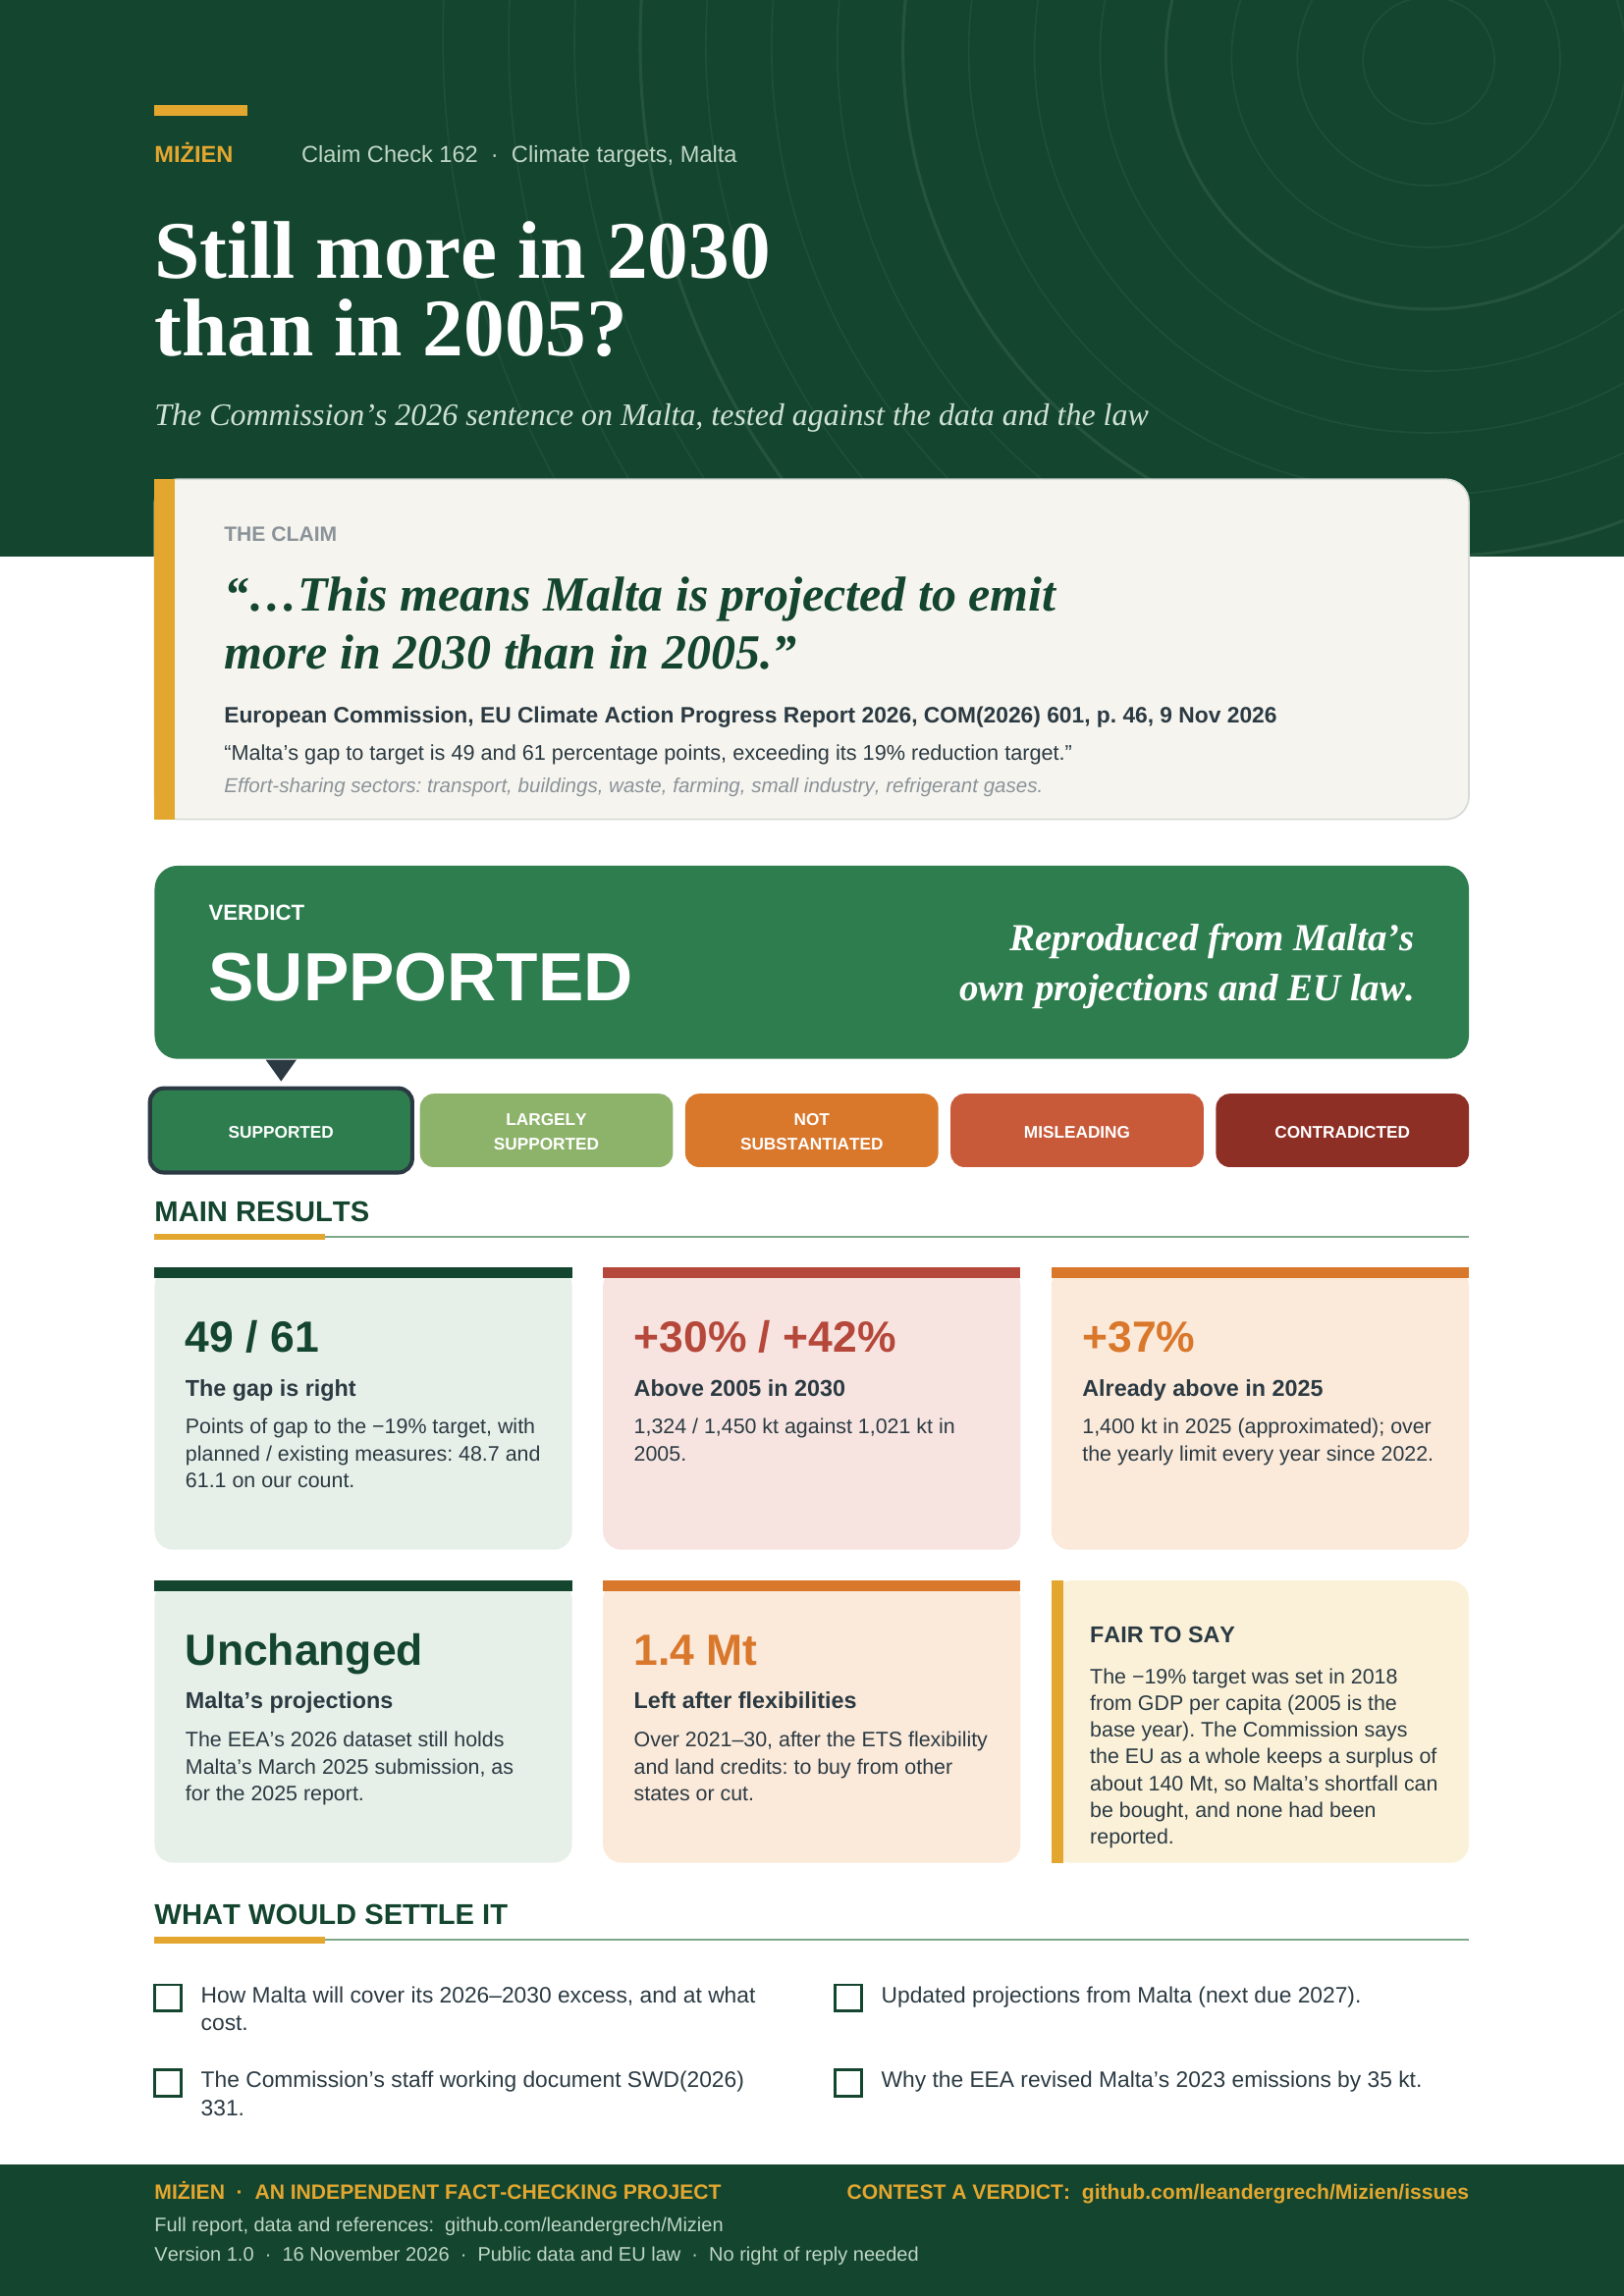 MIŻIEN Claim Check 162 · Climate targets, Malta
Still more in 2030
than in 2005?
The Commission’s 2026 sentence on Malta, tested against the data and the law
THE CLAIM
“…This means Malta is projected to emit
more in 2030 than in 2005.”
European Commission, EU Climate Action Progress Report 2026, COM(2026) 601, p. 46, 9 Nov 2026
“Malta’s gap to target is 49 and 61 percentage points, exceeding its 19% reduction target.”
Effort-sharing sectors: transport, buildings, waste, farming, small industry, refrigerant gases.
VERDICT
SUPPORTED
Reproduced from Malta’s
own projections and EU law.
SUPPORTED
LARGELY
SUPPORTED
NOT
SUBSTANTIATED
MISLEADING
CONTRADICTED
MAIN RESULTS
49 / 61
The gap is right
Points of gap to the −19% target, with
planned / existing measures: 48.7 and
61.1 on our count.
+30% / +42%
Above 2005 in 2030
1,324 / 1,450 kt against 1,021 kt in
2005.
+37%
Already above in 2025
1,400 kt in 2025 (approximated); over
the yearly limit every year since 2022.
Unchanged
Malta’s projections
The EEA’s 2026 dataset still holds
Malta’s March 2025 submission, as
for the 2025 report.
1.4 Mt
Left after flexibilities
Over 2021–30, after the ETS flexibility
and land credits: to buy from other
states or cut.
FAIR TO SAY
The −19% target was set in 2018
from GDP per capita (2005 is the
base year). The Commission says
the EU as a whole keeps a surplus of
about 140 Mt, so Malta’s shortfall can
be bought, and none had been
reported.
WHAT WOULD SETTLE IT
How Malta will cover its 2026–2030 excess, and at what
cost.
Updated projections from Malta (next due 2027).
The Commission’s staff working document SWD(2026)
331.
Why the EEA revised Malta’s 2023 emissions by 35 kt.
MIŻIEN · AN INDEPENDENT FACT-CHECKING PROJECT
CONTEST A VERDICT: github.com/leandergrech/Mizien/issues
Full report, data and references: github.com/leandergrech/Mizien
Version 1.0 · 16 November 2026 · Public data and EU law · No right of reply needed